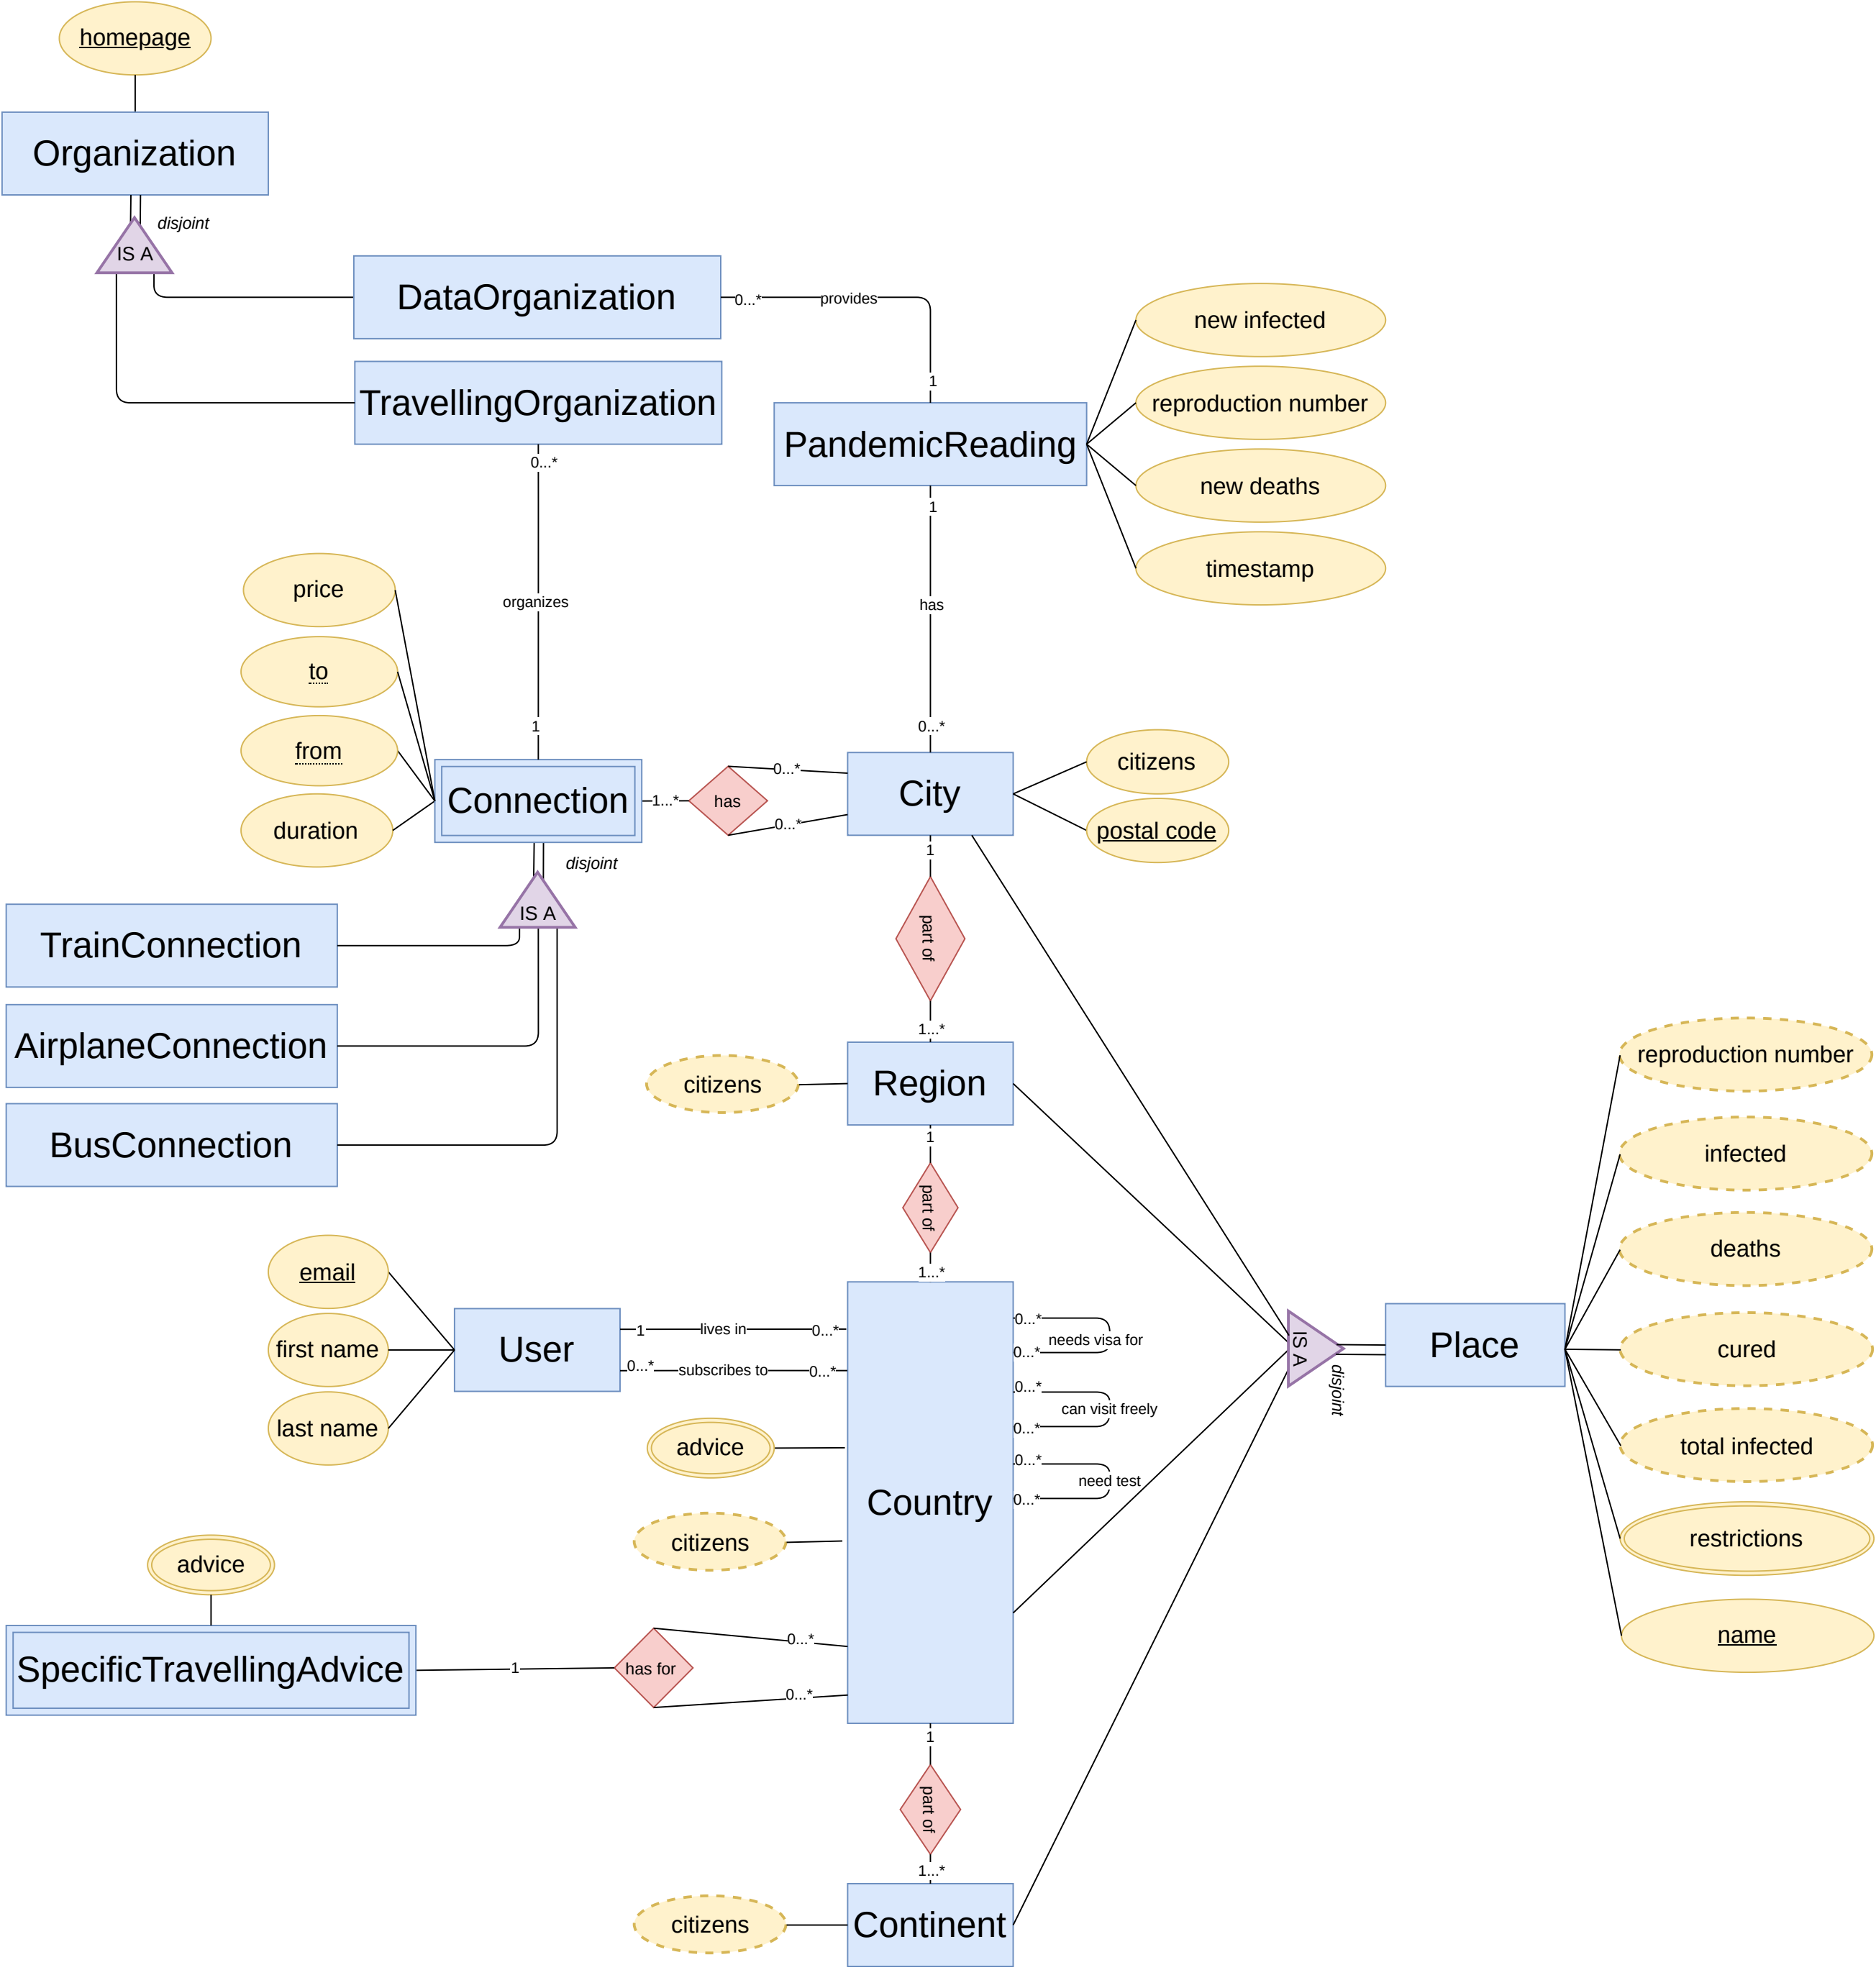 homepage
Organization
disjoint
IS A
DataOrganization
0...*
provides
1
TravellingOrganization
0...*
PandemicReading
1
new infected
reproduction number
new deaths
timestamp
organizes
has
price
to
from
duration
1
0...*
Connection
1...*
has
0...*
0...*
City
citizens
postal code
disjoint
IS A
1
part of
1...*
TrainConnection
AirplaneConnection
BusConnection
citizens
Region
1
part of
1...*
email
first name
last name
User
1
lives in
0...*
0...*
subscribes to
0...*
0...*
needs visa for
0...*
0...*
can visit freely
0...*
0...*
need test
0...*
advice
Country
citizens
IS A
disjoint
Place
reproduction number
infected
deaths
cured
total infected
restrictions
name
advice
SpecificTravellingAdvice
1
has for
0...*
0...*
1
part of
1...*
citizens
Continent